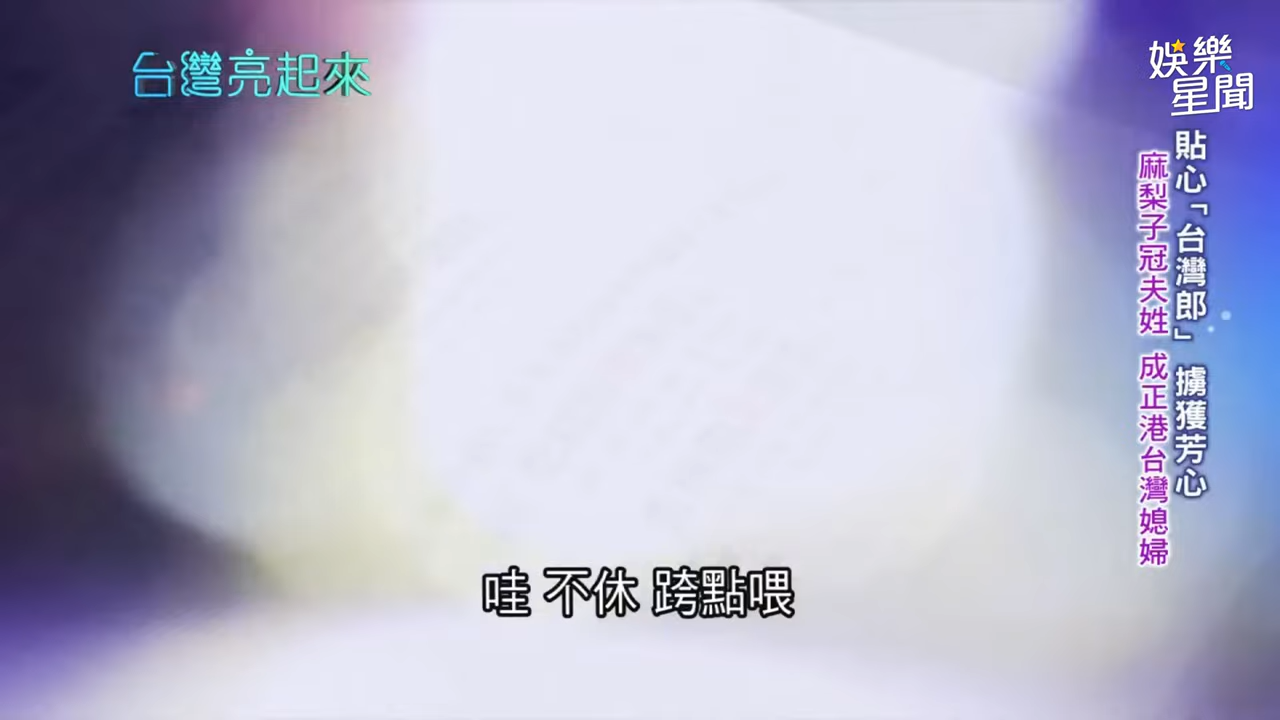 台灣亮起來
娛樂
星聞
貼心「台灣郎」 擄獲芳心
麻梨子冠夫姓 成正港台灣媳婦
哇 不休 跨點喂